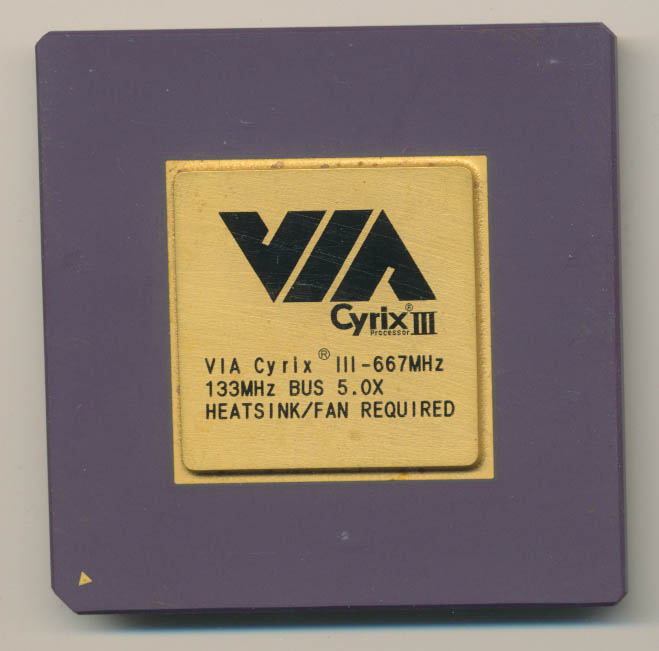 VIA
Cyrix® III
Processor
VIA Cyrix® III-667MHz
133MHz BUS 5.0X
HEATSINK/FAN REQUIRED